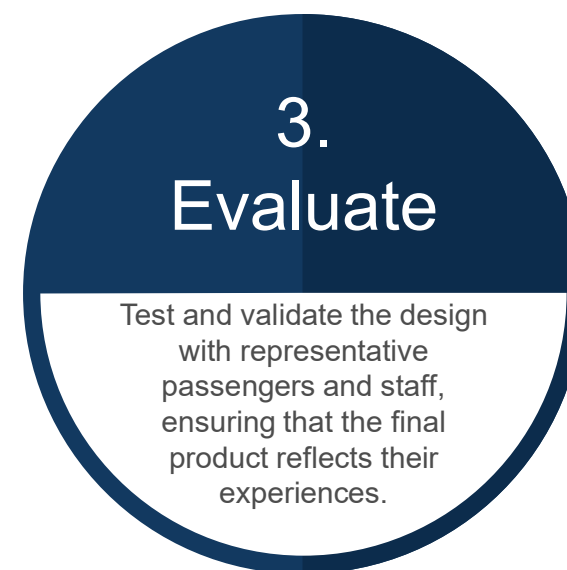 3.
Evaluate
Test and validate the design
with representative
passengers and staff,
ensuring that the final
product reflects their
experiences.